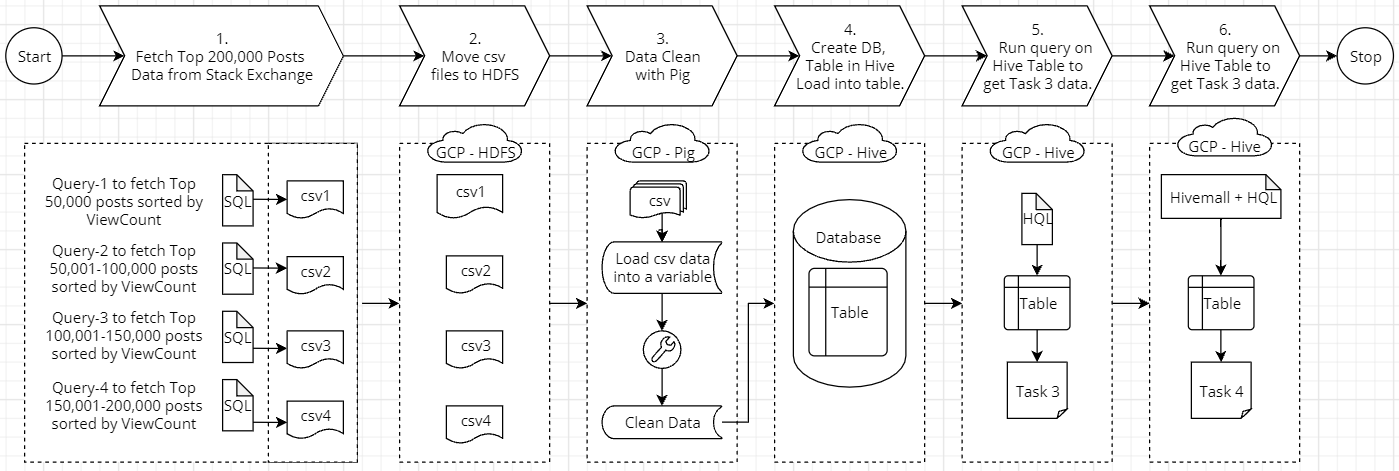 Start
1.
Fetch Top 200,000 Posts
Data from Stack Exchange
2.
Move csv
files to HDFS
3.
Data Clean
with Pig
4.
Create DB,
Table in Hive
Load into table.
5.
Run query on
Hive Table to
get Task 3 data.
6.
Run query on
Hive Table to
get Task 3 data.
Stop
Query-1 to fetch Top
50,000 posts sorted by
ViewCount
SQL
csv1
Query-2 to fetch Top
50,001-100,000 posts
sorted by ViewCount
SQL
csv2
Query-3 to fetch Top
100,001-150,000 posts
sorted by ViewCount
SQL
csv3
Query-4 to fetch Top
150,001-200,000 posts
sorted by ViewCount
SQL
csv4
GCP - HDFS
csv1
csv2
csv3
csv4
GCP - Pig
csv
Load csv data
into a variable
Clean Data
GCP - Hive
Database
Table
GCP - Hive
HQL
Table
Task 3
GCP - Hive
Hivemall + HQL
Table
Task 4